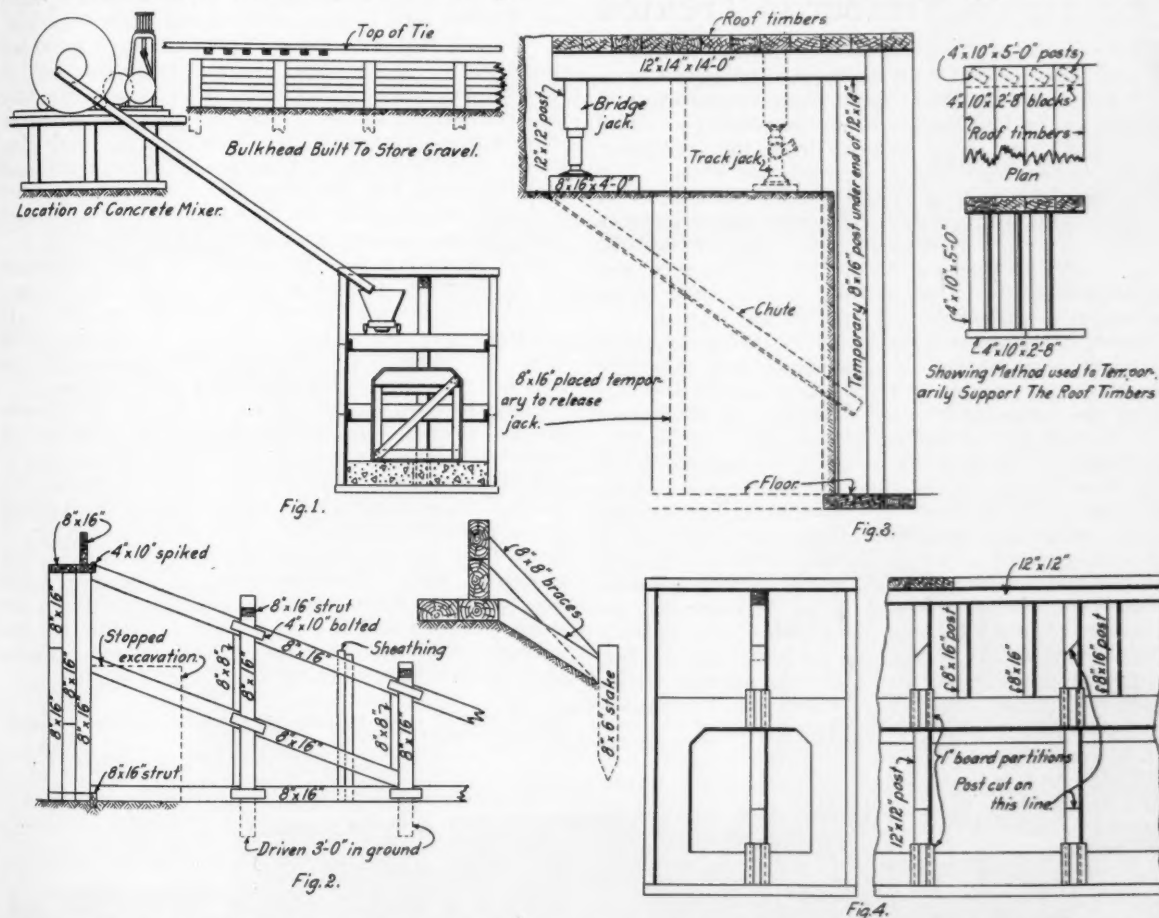 Top of Tie
Bulkhead Built To Store Gravel.
Location of Concrete Mixer.
Fig.1.
Roof timbers
12"x14"x14'-0"
12"x12" post
Bridge
jack.
Track jack
8"x16"x4'-0"
Chute
Temporary 8"x16" post under end of 12"x14"
8"x16" placed tempor-
ary to release
jack.
Floor
Fig.3.
4"x10"x5'-0" posts
4"x10"x2'-8" blocks
Roof timbers
Plan
4"x10"x5'-0"
4"x10"x2'-8"
Showing Method used to Tempor-
arily Support The Roof Timbers
8"x16"
4"x10" spiked
8"x16"
8"x16"
8"x16"
8"x16"
8"x16"
Stopped
excavation
8"x16" strut
8"x16" strut
4"x10" bolted
8"x16"
8"x8"
8"x16"
8"x16"
Sheathing
8"x8"
8"x16"
8"x16"
Driven 3'-0" in ground
Fig.2.
8"x8" braces
8"x6" stake
12"x12"
8"x16" post
8"x16"
8"x16" post
1" board partitions
Post cut on
this line.
12"x12" post
Fig.4.